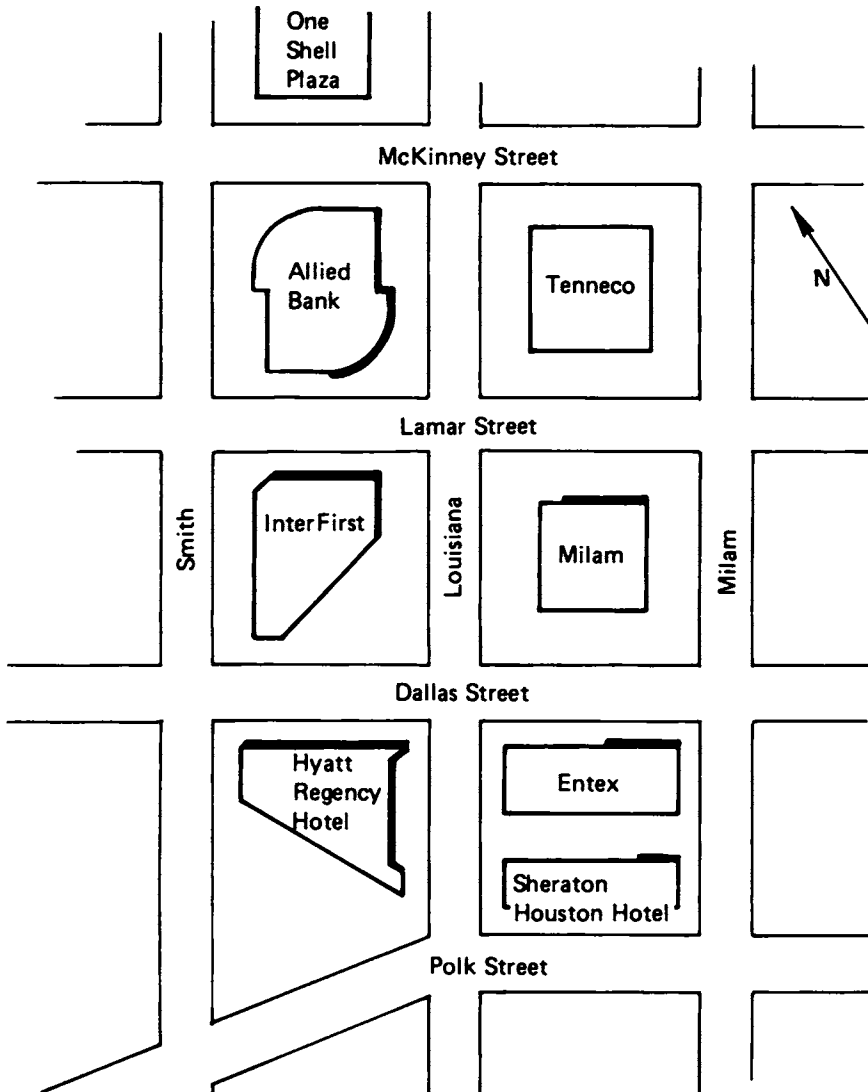 One
Shell
Plaza
McKinney Street
Allied
Bank
Tenneco
N
Lamar Street
Smith
InterFirst
Louisiana
Milam
Milam
Dallas Street
Hyatt
Regency
Hotel
Entex
Sheraton
Houston Hotel
Polk Street